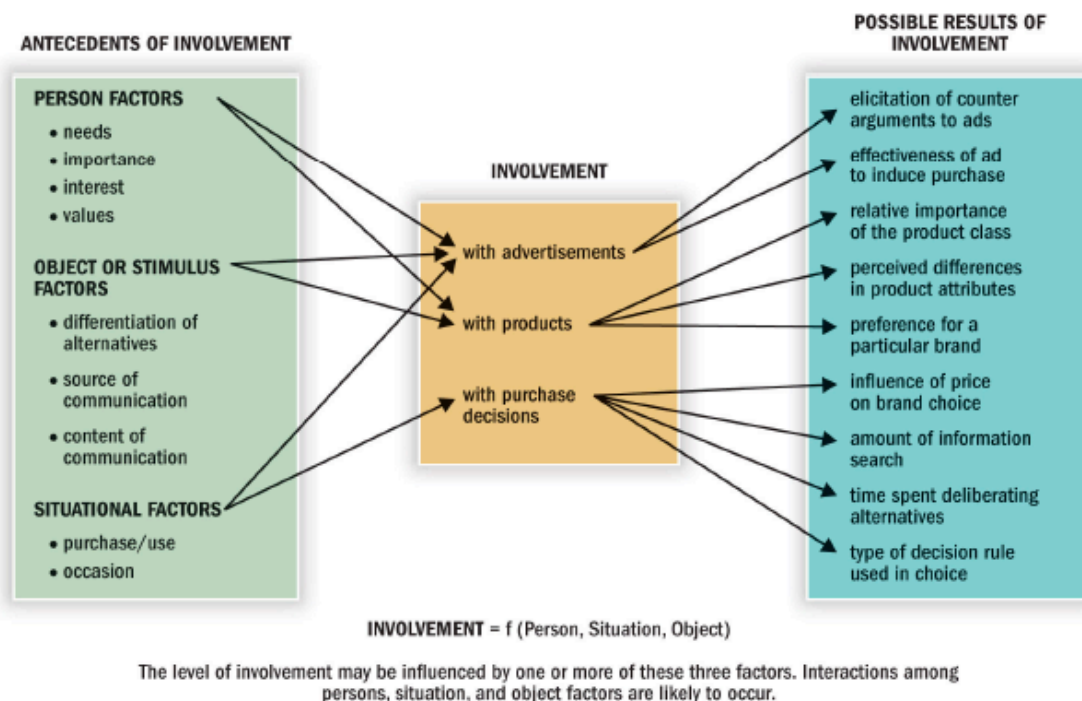 ANTECEDENTS OF INVOLVEMENT
PERSON FACTORS
• needs
• importance
• interest
• values
OBJECT OR STIMULUS
FACTORS
• differentiation of
alternatives
• source of
communication
• content of
communication
SITUATIONAL FACTORS
• purchase/use
• occasion
INVOLVEMENT
with advertisements
with products
with purchase
decisions
POSSIBLE RESULTS OF
INVOLVEMENT
elicitation of counter
arguments to ads
effectiveness of ad
to induce purchase
relative importance
of the product class
perceived differences
in product attributes
preference for a
particular brand
influence of price
on brand choice
amount of information
search
time spent deliberating
alternatives
type of decision rule
used in choice
INVOLVEMENT = f (Person, Situation, Object)
The level of involvement may be influenced by one or more of these three factors. Interactions among
persons, situation, and object factors are likely to occur.